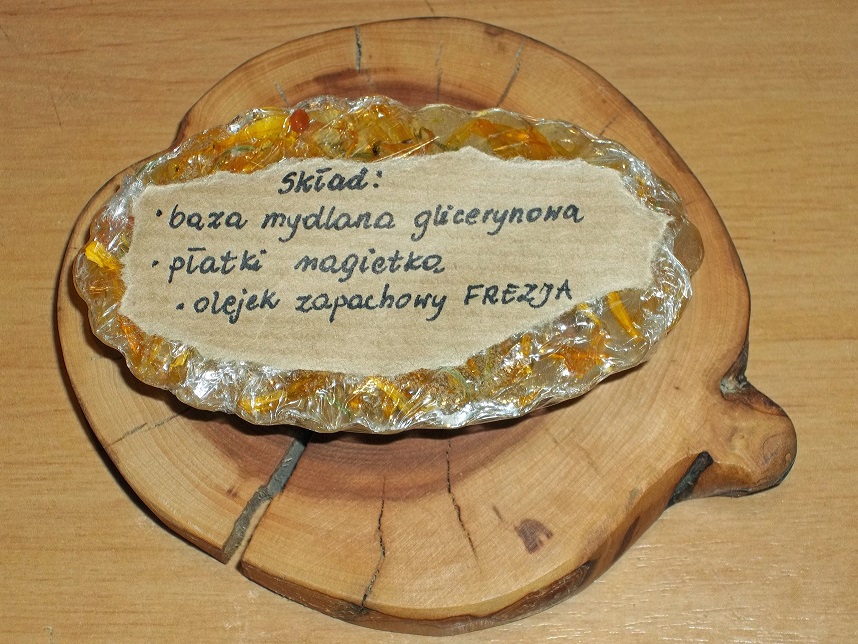 Skład:
• baza mydlana glicerynowa
• płatki nagietka
• olejek zapachowy FREZJA